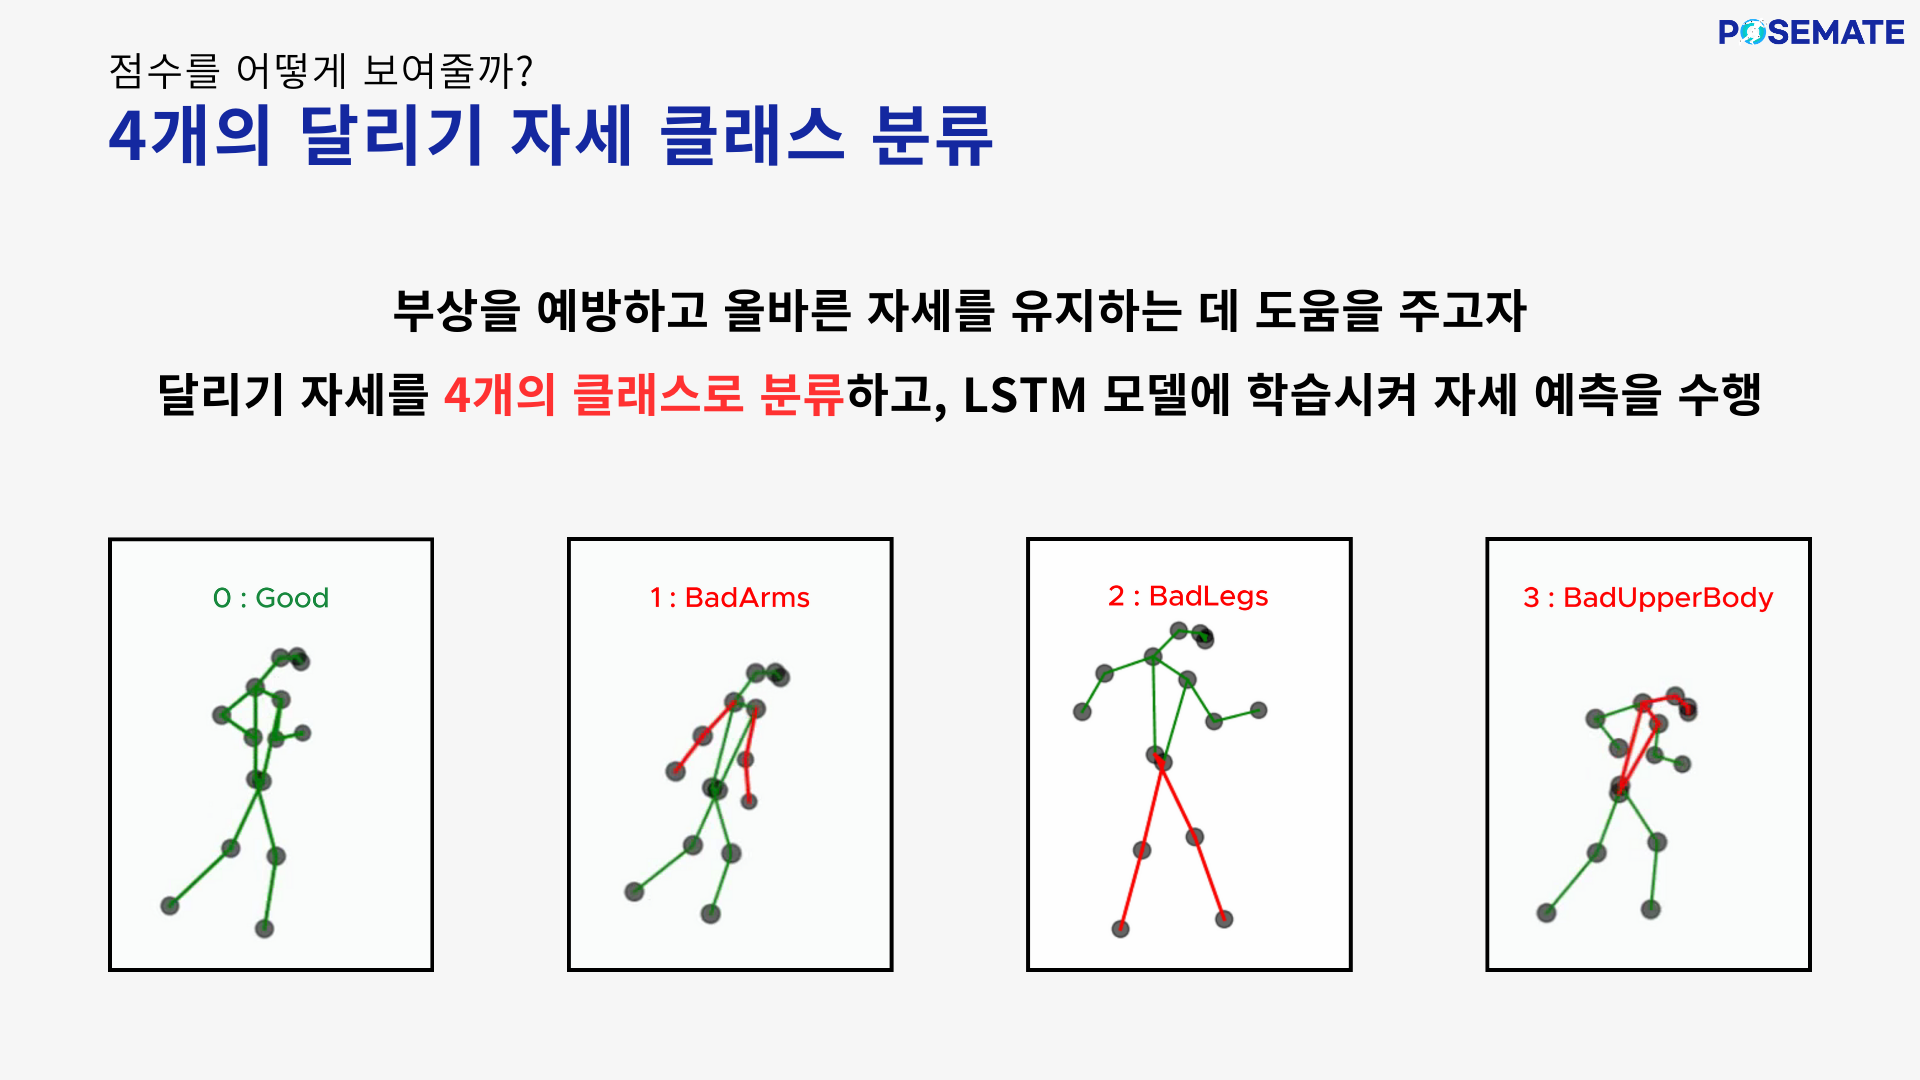 POSEMATE
점수를 어떻게 보여줄까?
4개의 달리기 자세 클래스 분류
부상을 예방하고 올바른 자세를 유지하는 데 도움을 주고자
달리기 자세를 4개의 클래스로 분류하고, LSTM 모델에 학습시켜 자세 예측을 수행
0 : Good
1 : BadArms
2 : BadLegs
3 : BadUpperBody